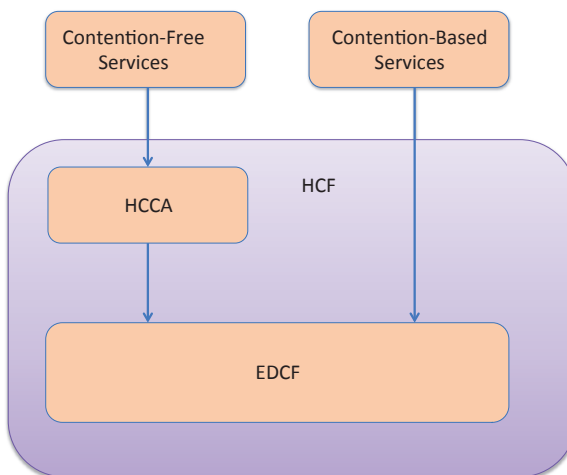 Contention-Free
Services
Contention-Based
Services
HCF
HCCA
EDCF